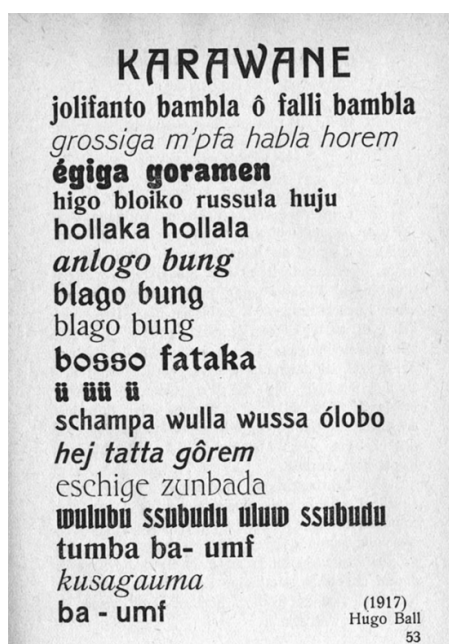 KARAWANE
jolifanto bambla ô falli bambla
grossiga m'pfa habla horem
égiga goramen
higo bloiko russula huju
hollaka hollala
anlogo bung
blago bung
blago bung
bosso fataka
ü üü ü
schampa wulla wussa ólobo
hej tatta gôrem
eschige zunbada
wulubu ssubudu uluw ssubudu
tumba ba- umf
kusagauma
ba - umf
(1917)
Hugo Ball
53